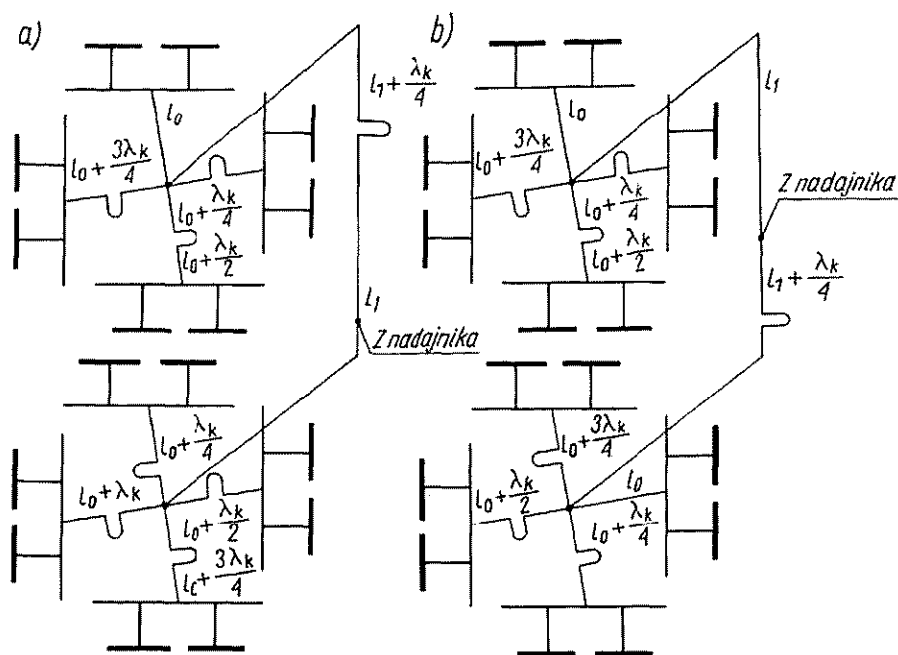 a)
l₁ + λₖ/4
l₀
l₀ + 3λₖ/4
l₀ + λₖ/4
l₀ + λₖ/2
l₁
Z nadajnika
l₀ + λₖ/4
l₀ + λₖ
l₀ + λₖ/2
l₀ + 3λₖ/4
b)
l₁
l₀
l₀ + 3λₖ/4
l₀ + λₖ/4
l₀ + λₖ/2
Z nadajnika
l₁ + λₖ/4
l₀ + 3λₖ/4
l₀
l₀ + λₖ/2
l₀ + λₖ/4